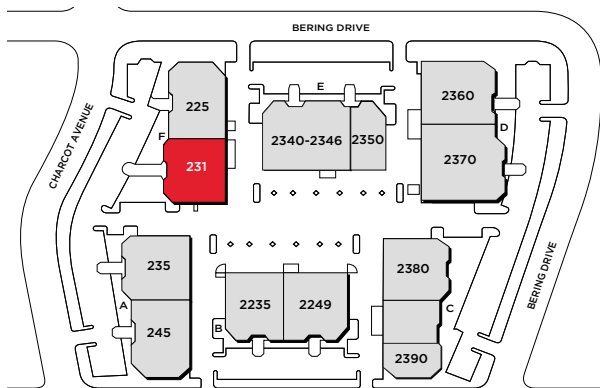 BERING DRIVE
CHARCOT AVENUE
E
225
2360
2340-2346
2350
F
D
231
2370
235
2380
A
245
B
2235
2249
C
2390
BERING DRIVE